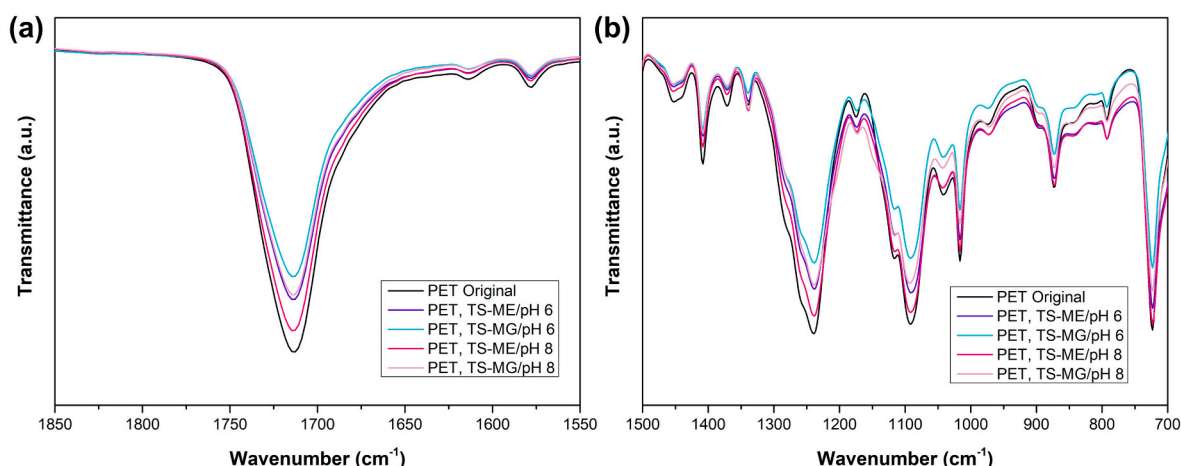 (a)
Transmittance (a.u.)
PET Original
PET, TS-ME/pH 6
PET, TS-MG/pH 6
PET, TS-ME/pH 8
PET, TS-MG/pH 8
1850 1800 1750 1700 1650 1600 1550
Wavenumber (cm⁻¹)
(b)
Transmittance (a.u.)
PET Original
PET, TS-ME/pH 6
PET, TS-MG/pH 6
PET, TS-ME/pH 8
PET, TS-MG/pH 8
1500 1400 1300 1200 1100 1000 900 800 700
Wavenumber (cm⁻¹)